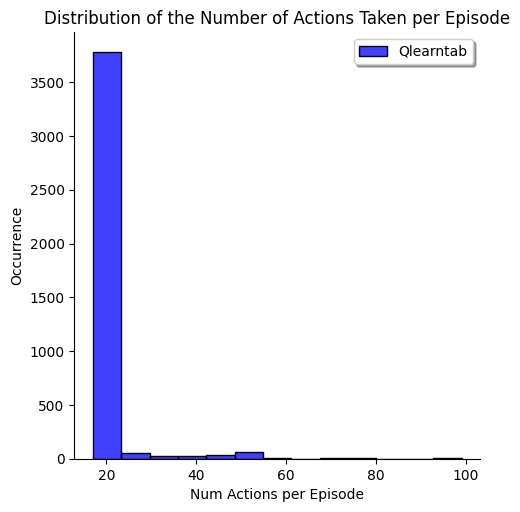 Distribution of the Number of Actions Taken per Episode
Qlearntab
3500
3000
2500
2000
1500
1000
500
0
Occurrence
20 40 60 80 100
Num Actions per Episode